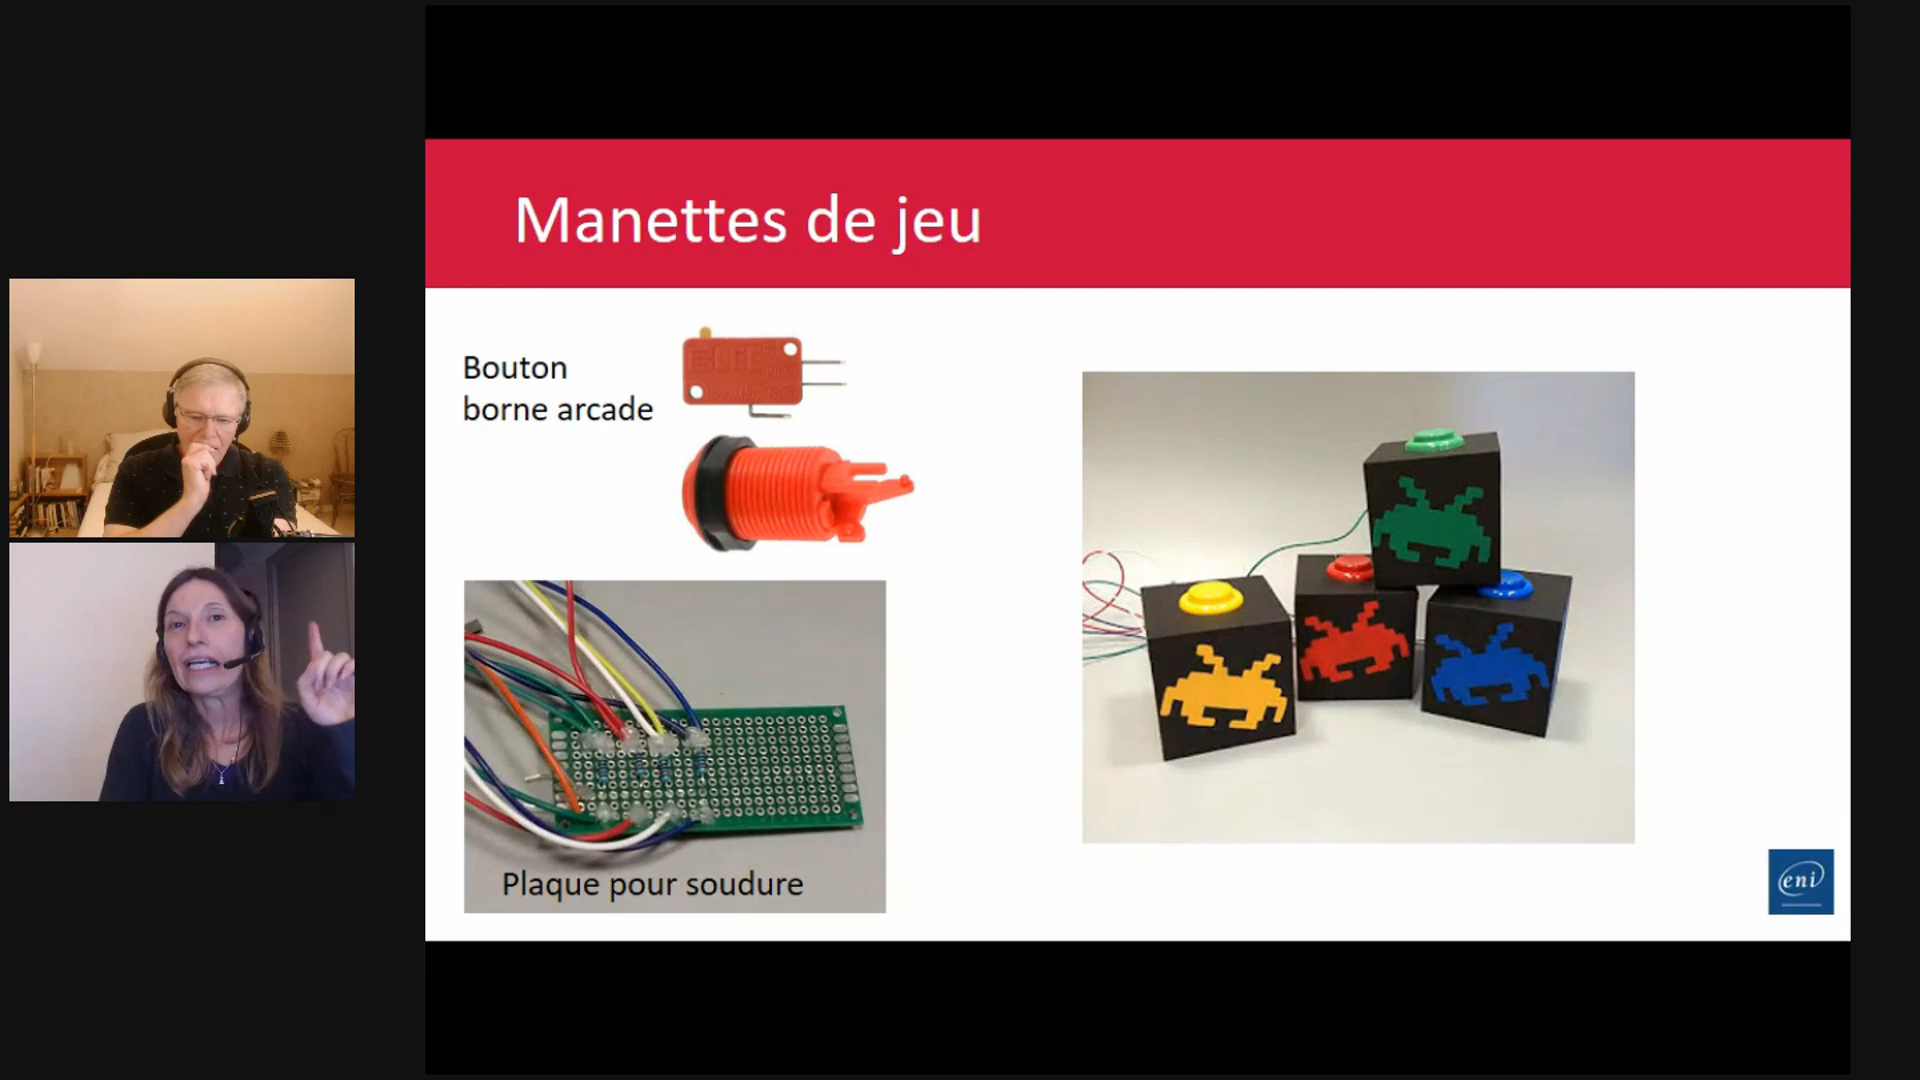 Manettes de jeu
Bouton
borne arcade
Plaque pour soudure
eni